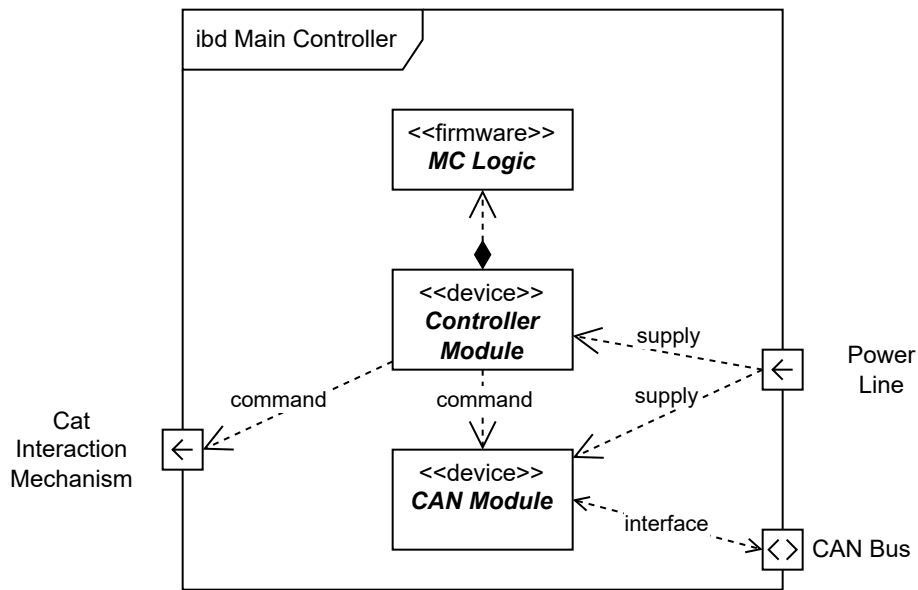 ibd Main Controller
<<firmware>>
MC Logic
<<device>>
Controller
Module
supply
Power
Line
command
command
supply
Cat
Interaction
Mechanism
<<device>>
CAN Module
interface
CAN Bus